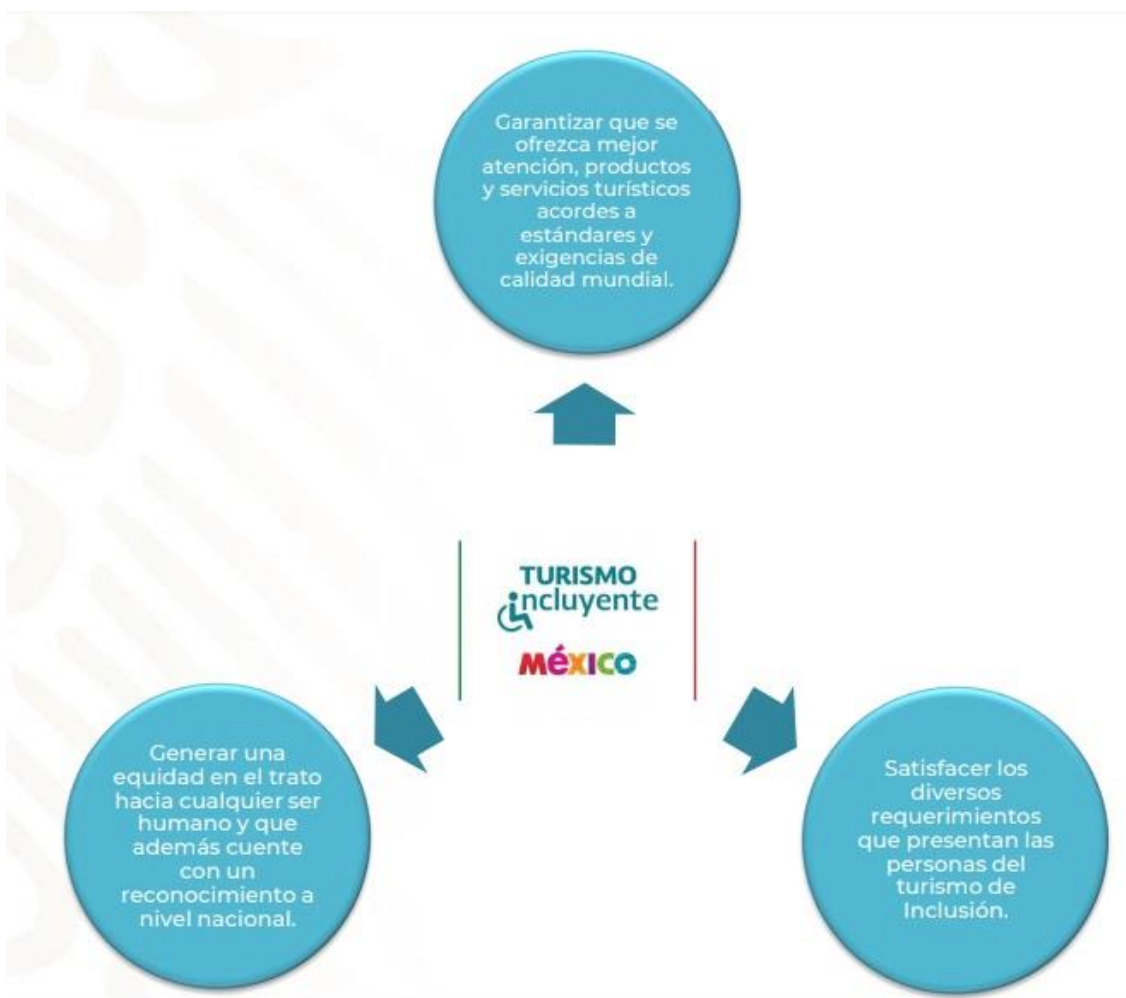 Garantizar que se
ofrezca mejor
atención, productos
y servicios turísticos
acordes a
estándares y
exigencias de
calidad mundial.
TURISMO
incluyente
México
Generar una
equidad en el trato
hacia cualquier ser
humano y que
además cuente
con un
reconocimiento a
nivel nacional.
Satisfacer los
diversos
requerimientos
que presentan las
personas del
turismo de
Inclusión.